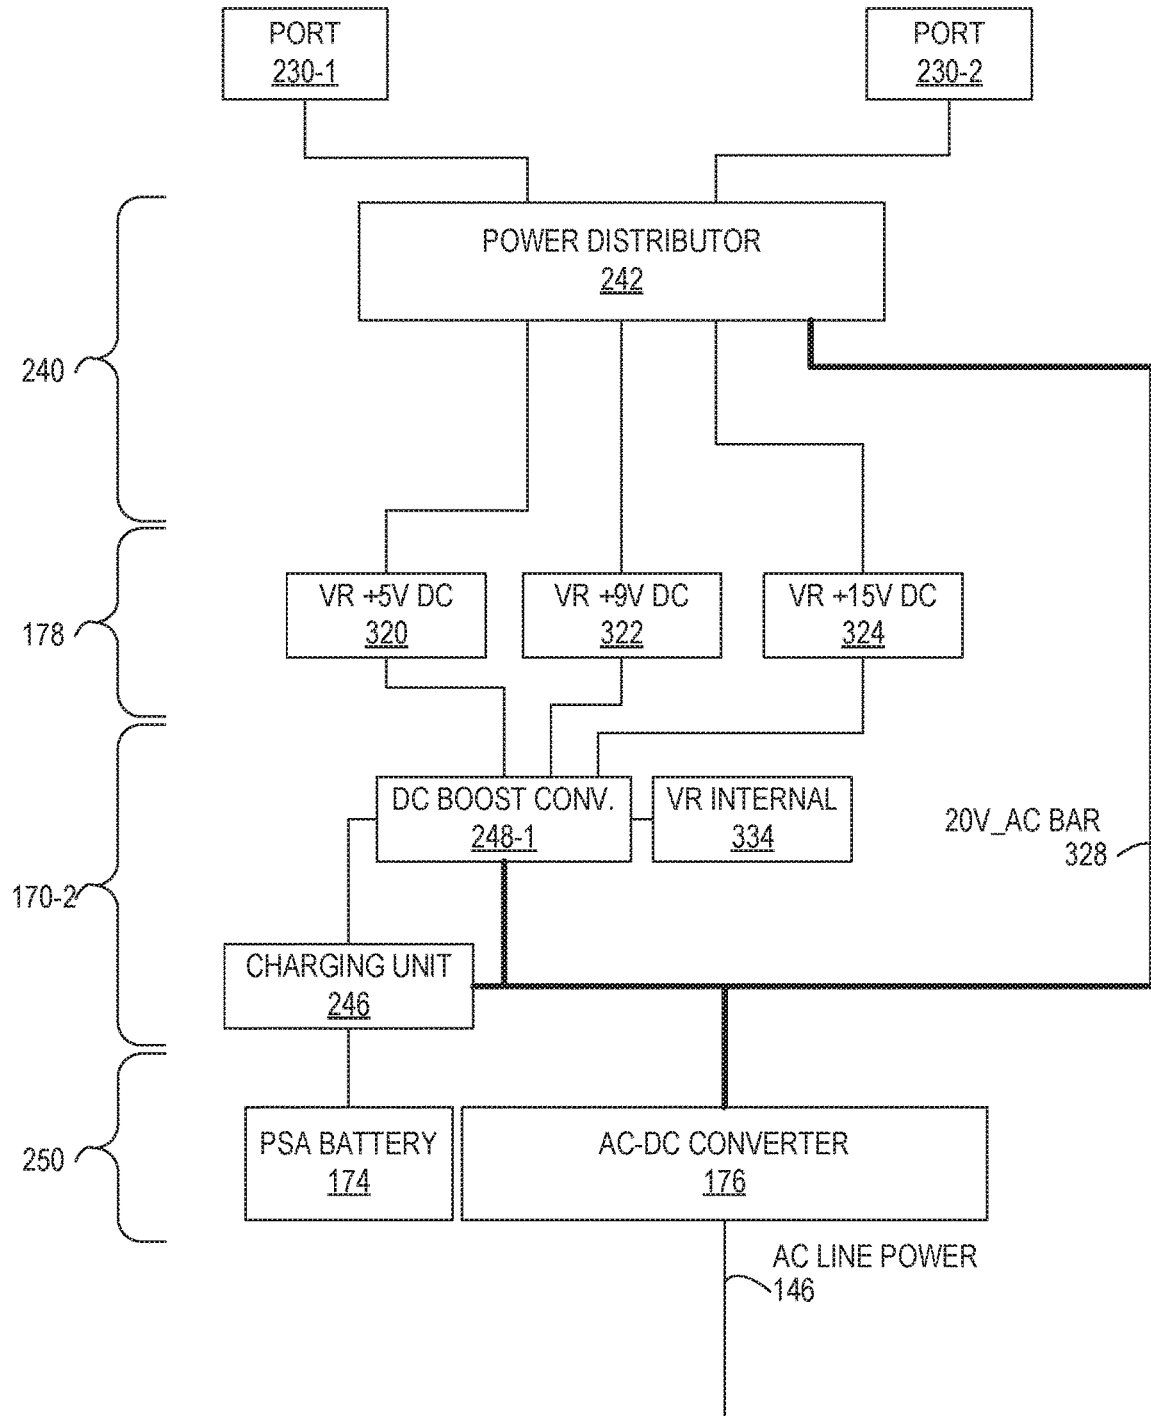 PORT
230-1
PORT
230-2
POWER DISTRIBUTOR
242
240
VR +5V DC
320
VR +9V DC
322
VR +15V DC
324
178
DC BOOST CONV.
248-1
VR INTERNAL
334
20V_AC BAR
328
170-2
CHARGING UNIT
246
PSA BATTERY
174
AC-DC CONVERTER
176
250
AC LINE POWER
146